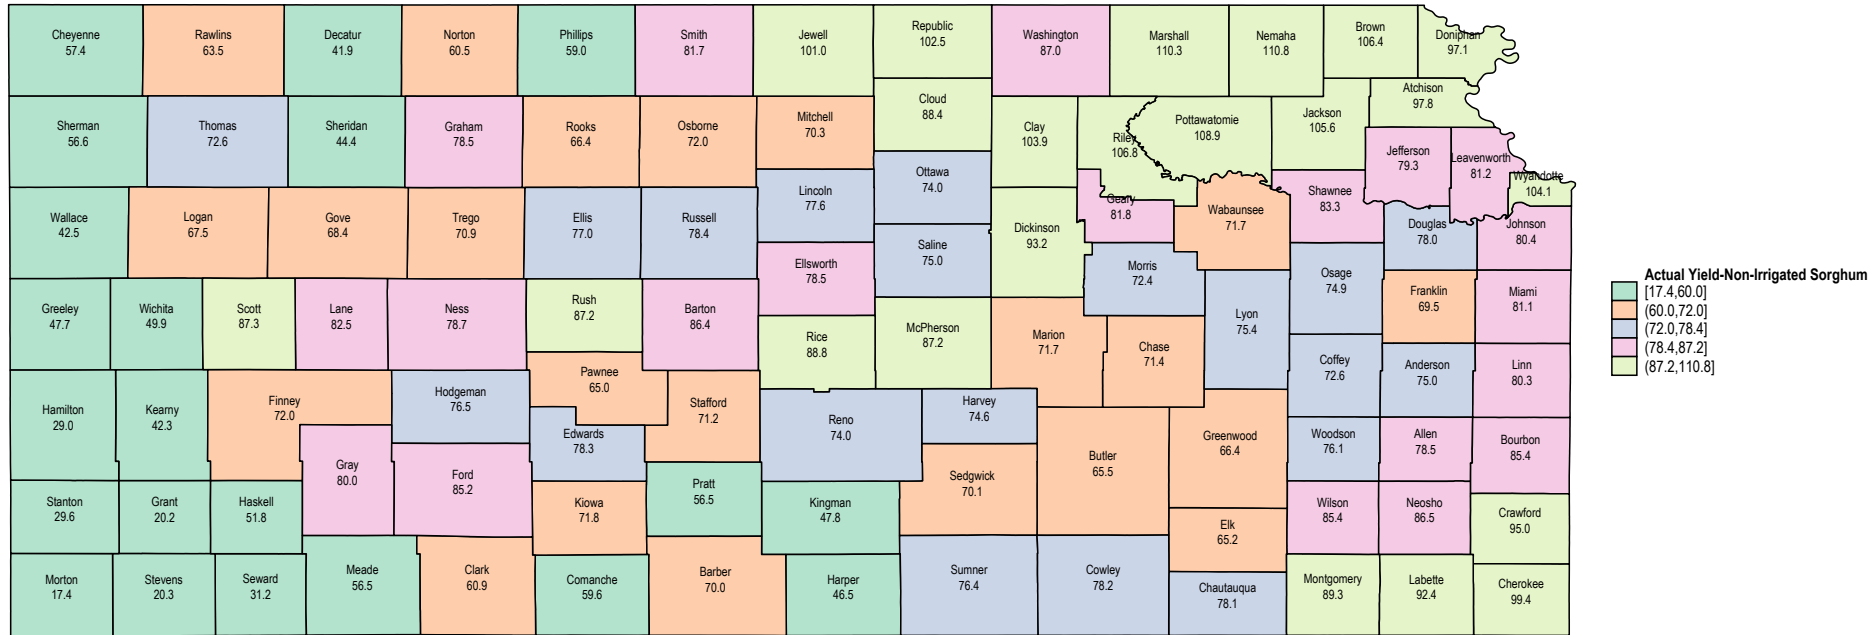 Cheyenne
57.4
Rawlins
63.5
Decatur
41.9
Norton
60.5
Phillips
59.0
Smith
81.7
Jewell
101.0
Republic
102.5
Washington
87.0
Marshall
110.3
Nemaha
110.8
Brown
106.4
Doniphan
97.1
Sherman
56.6
Thomas
72.6
Sheridan
44.4
Graham
78.5
Rooks
66.4
Osborne
72.0
Mitchell
70.3
Cloud
88.4
Clay
103.9
Riley
106.8
Pottawatomie
108.9
Jackson
105.6
Atchison
97.8
Jefferson
79.3
Leavenworth
81.2
Wyandotte
104.1
Wallace
42.5
Logan
67.5
Gove
68.4
Trego
70.9
Ellis
77.0
Russell
78.4
Lincoln
77.6
Ottawa
74.0
Saline
75.0
Dickinson
93.2
Geary
81.8
Wabaunsee
71.7
Shawnee
83.3
Douglas
78.0
Johnson
80.4
Ellsworth
78.5
Morris
72.4
Osage
74.9
Franklin
69.5
Miami
81.1
Greeley
47.7
Wichita
49.9
Scott
87.3
Lane
82.5
Ness
78.7
Rush
87.2
Barton
86.4
Rice
88.8
McPherson
87.2
Marion
71.7
Chase
71.4
Lyon
75.4
Coffey
72.6
Anderson
75.0
Linn
80.3
Hamilton
29.0
Kearny
42.3
Finney
72.0
Hodgeman
76.5
Pawnee
65.0
Stafford
71.2
Edwards
78.3
Reno
74.0
Harvey
74.6
Butler
65.5
Greenwood
66.4
Woodson
76.1
Allen
78.5
Bourbon
85.4
Gray
80.0
Ford
85.2
Sedgwick
70.1
Stanton
29.6
Grant
20.2
Haskell
51.8
Kiowa
71.8
Pratt
56.5
Kingman
47.8
Elk
65.2
Wilson
85.4
Neosho
86.5
Crawford
95.0
Morton
17.4
Stevens
20.3
Seward
31.2
Meade
56.5
Clark
60.9
Comanche
59.6
Barber
70.0
Harper
46.5
Sumner
76.4
Cowley
78.2
Chautauqua
78.1
Montgomery
89.3
Labette
92.4
Cherokee
99.4
Actual Yield-Non-Irrigated Sorghum
[17.4,60.0]
(60.0,72.0]
(72.0,78.4]
(78.4,87.2]
(87.2,110.8]